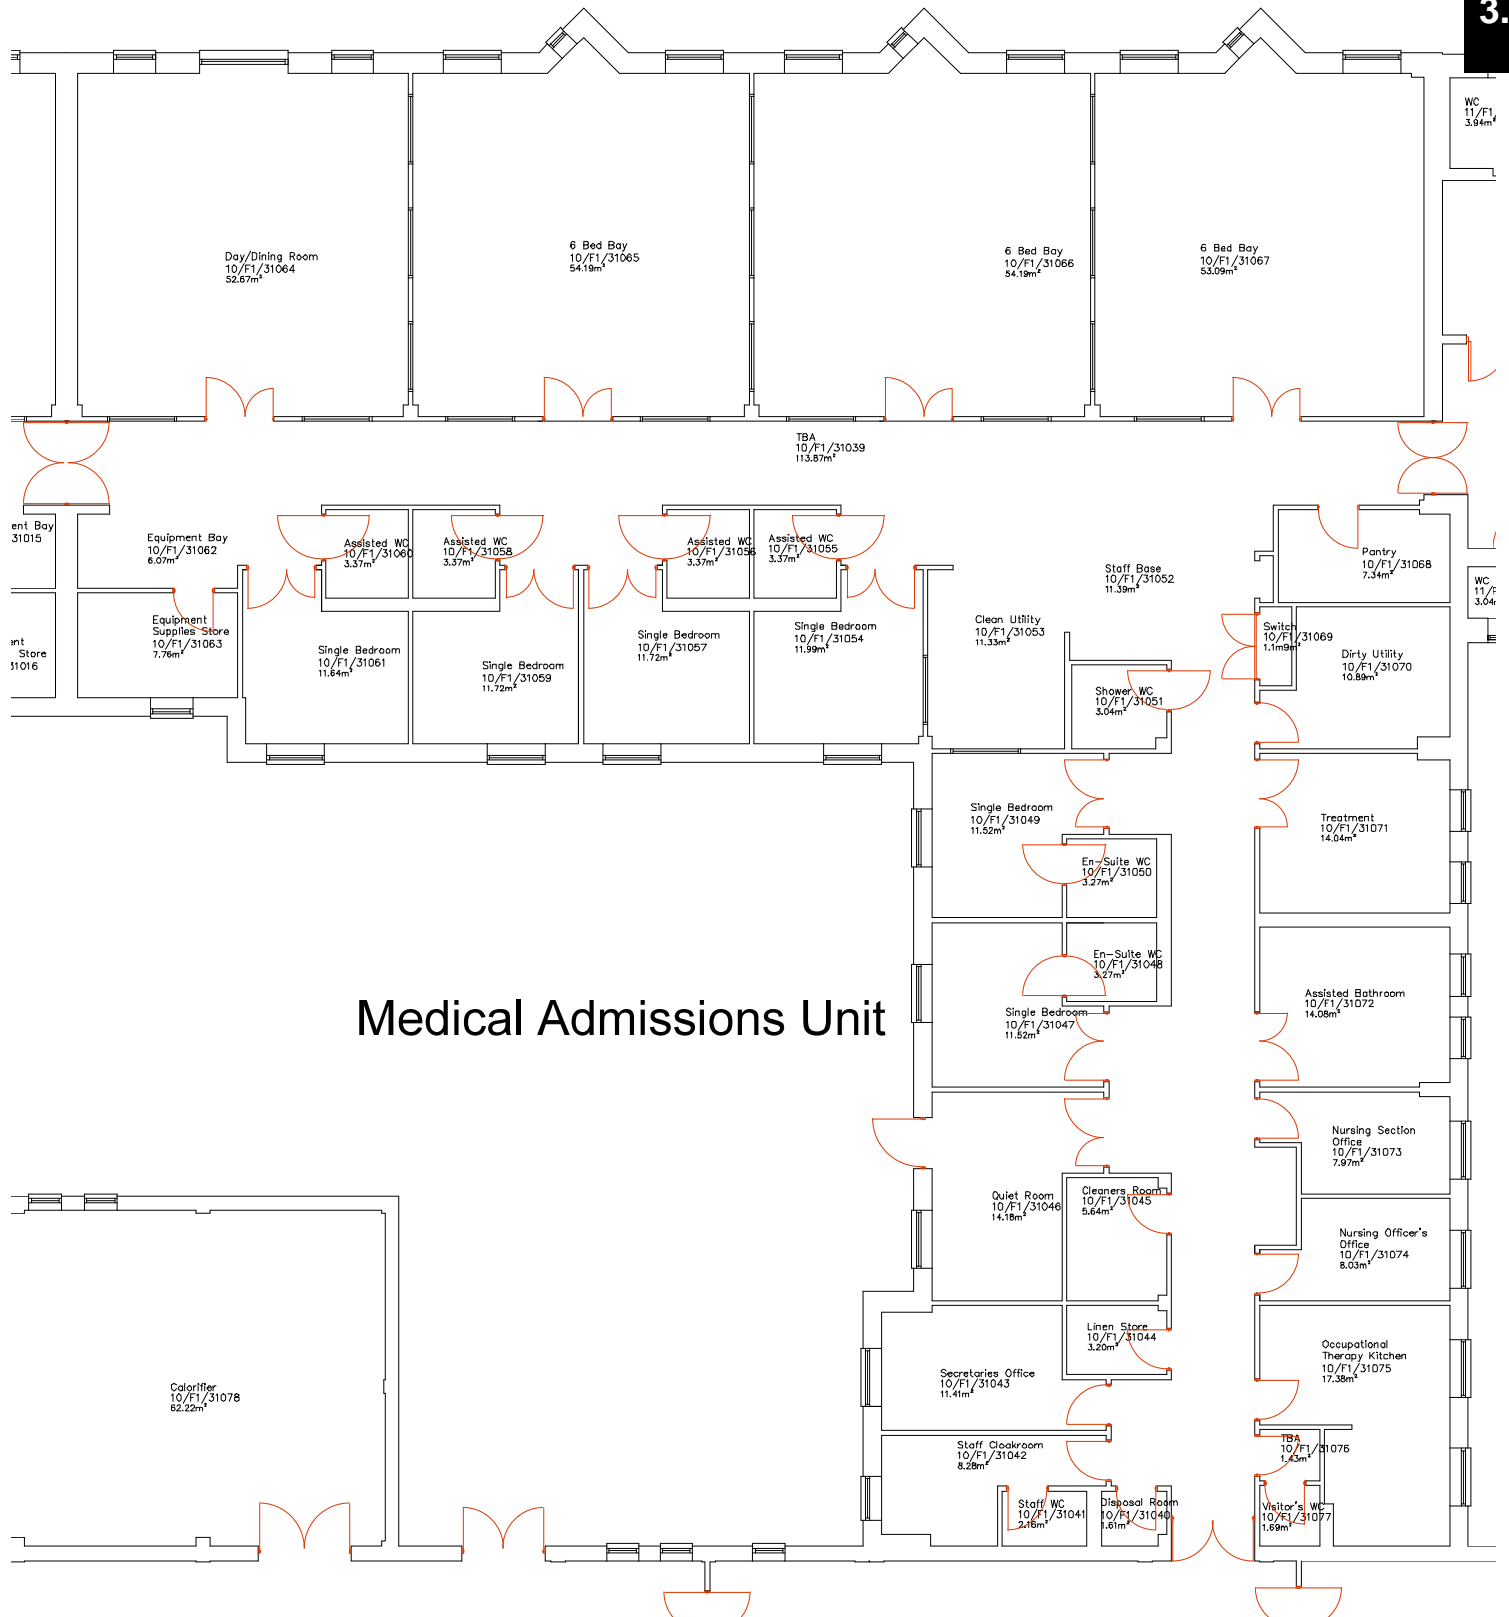 3.
WC
11/F1/
3.94m²
Day/Dining Room
10/F1/31064
52.67m²
6 Bed Bay
10/F1/31065
54.19m²
6 Bed Bay
10/F1/31066
54.19m²
6 Bed Bay
10/F1/31067
53.09m²
TBA
10/F1/31039
113.87m²
ent Bay
31015
Equipment Bay
10/F1/31062
6.07m²
Assisted WC
10/F1/31060
3.37m²
Assisted WC
10/F1/31058
3.37m²
Assisted WC
10/F1/31056
3.37m²
Assisted WC
10/F1/31055
3.37m²
Staff Base
10/F1/31052
11.39m²
Pantry
10/F1/31068
7.34m²
WC
11/F
3.04m
ent
Store
31016
Equipment
Supplies Store
10/F1/31063
7.76m²
Single Bedroom
10/F1/31061
11.64m²
Single Bedroom
10/F1/31059
11.72m²
Single Bedroom
10/F1/31057
11.72m²
Single Bedroom
10/F1/31054
11.99m²
Clean Utility
10/F1/31053
11.33m²
Switch
10/F1/31069
1.1m9m²
Dirty Utility
10/F1/31070
10.89m²
Shower WC
10/F1/31051
3.04m²
Single Bedroom
10/F1/31049
11.52m²
Treatment
10/F1/31071
14.04m²
En-Suite WC
10/F1/31050
3.27m²
En-Suite WC
10/F1/31048
3.27m²
Medical Admissions Unit
Single Bedroom
10/F1/31047
11.52m²
Assisted Bathroom
10/F1/31072
14.08m²
Nursing Section
Office
10/F1/31073
7.97m²
Quiet Room
10/F1/31046
14.18m²
Cleaners Room
10/F1/31045
5.64m²
Nursing Officer's
Office
10/F1/31074
8.03m²
Linen Store
10/F1/31044
3.20m²
Occupational
Therapy Kitchen
10/F1/31075
17.38m²
Calorifier
10/F1/31078
62.22m²
Secretaries Office
10/F1/31043
11.41m²
Staff Cloakroom
10/F1/31042
8.28m²
TBA
10/F1/31076
1.43m²
Staff WC
10/F1/31041
2.16m²
Disposal Room
10/F1/31040
1.61m²
Visitor's WC
10/F1/31077
1.69m²